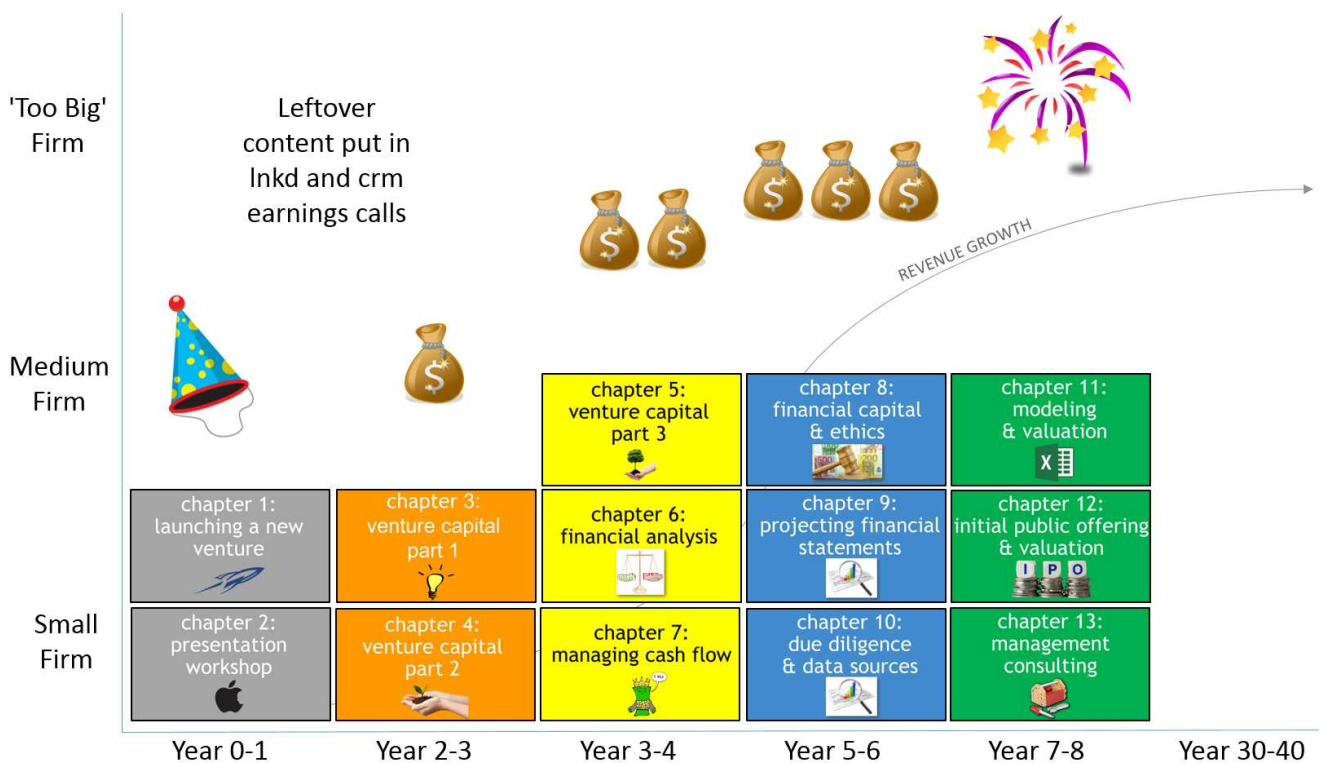 'Too Big'
Firm
Leftover
content put in
lnkd and crm
earnings calls
REVENUE GROWTH
Medium
Firm
chapter 5:
venture capital
part 3
chapter 8:
financial capital
& ethics
chapter 11:
modeling
& valuation
chapter 1:
launching a new
venture
chapter 3:
venture capital
part 1
chapter 6:
financial analysis
chapter 9:
projecting financial
statements
chapter 12:
initial public offering
& valuation
I P O
Small
Firm
chapter 2:
presentation
workshop
chapter 4:
venture capital
part 2
chapter 7:
managing cash flow
chapter 10:
due diligence
& data sources
chapter 13:
management
consulting
Year 0-1
Year 2-3
Year 3-4
Year 5-6
Year 7-8
Year 30-40